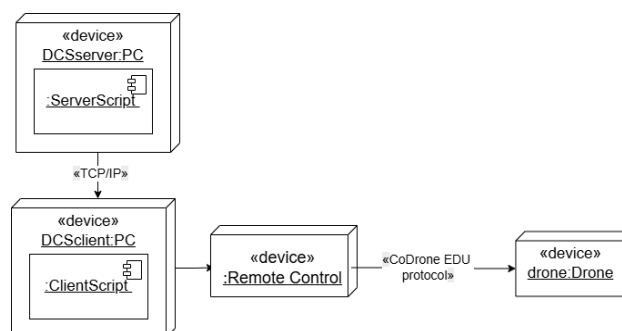 «device»
DCSserver:PC
:ServerScript
«TCP/IP»
«device»
DCSclient:PC
:ClientScript
«device»
:Remote Control
«CoDrone EDU
protocol»
«device»
drone:Drone